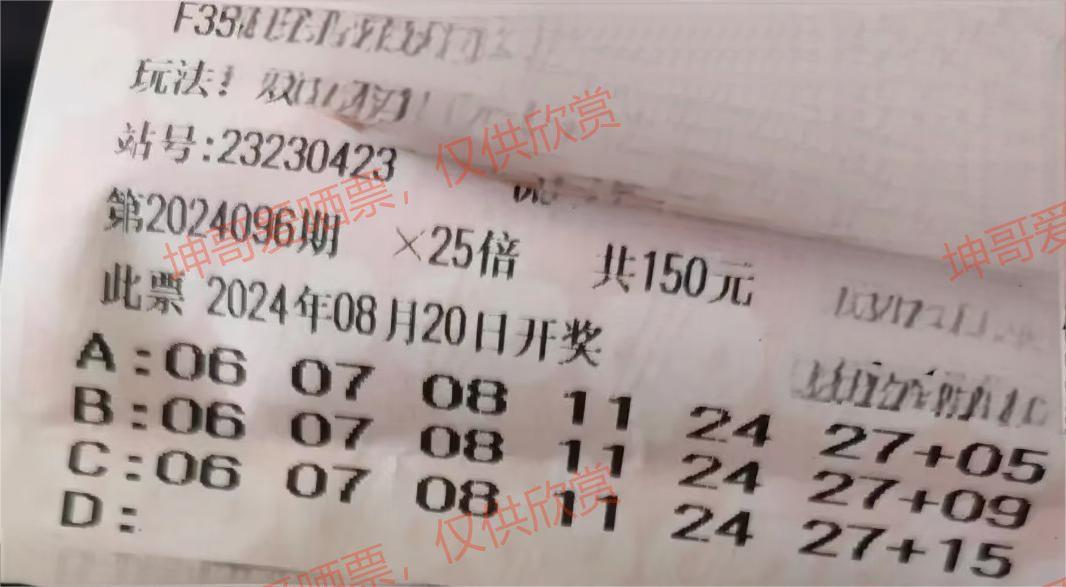 F35
玩法:
站号:23230423
第2024096期 ×25倍 共150元
此票 2024年08月20日开奖
A:06 07 08 11 24 27+05
B:06 07 08 11 24 27+09
C:06 07 08 11 24 27+15
D:
坤哥爱晒票，仅供欣赏
坤哥爱
坤哥爱晒票，仅供欣赏